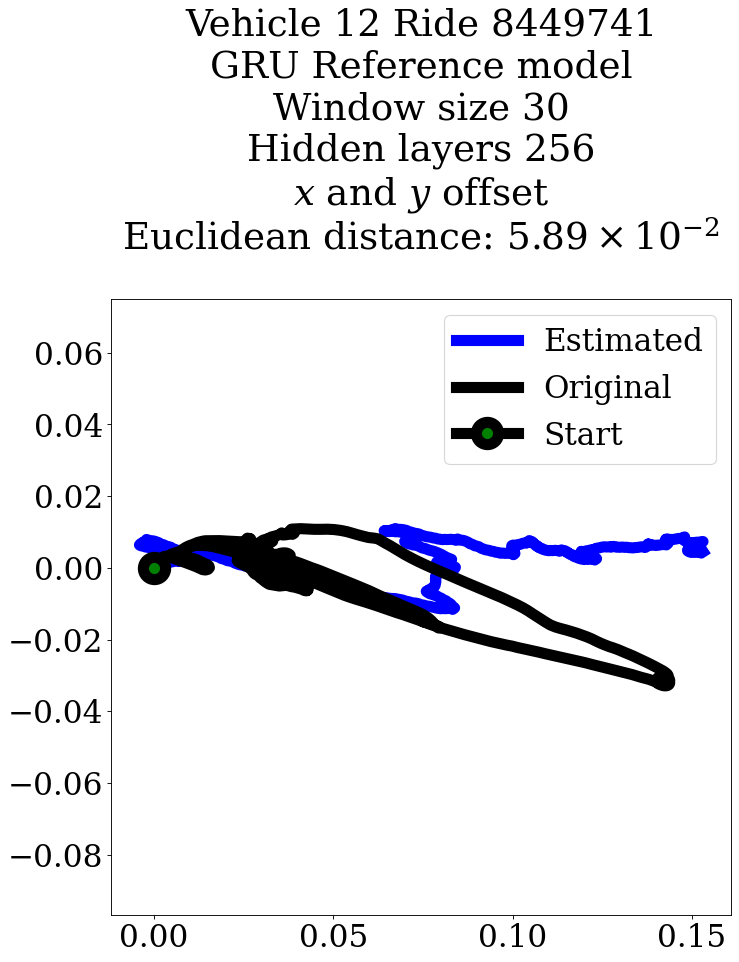 Vehicle 12 Ride 8449741
GRU Reference model
Window size 30
Hidden layers 256
x and y offset
Euclidean distance: 5.89 × 10⁻²
Estimated
Original
Start
0.06
0.04
0.02
0.00
−0.02
−0.04
−0.06
−0.08
0.00 0.05 0.10 0.15